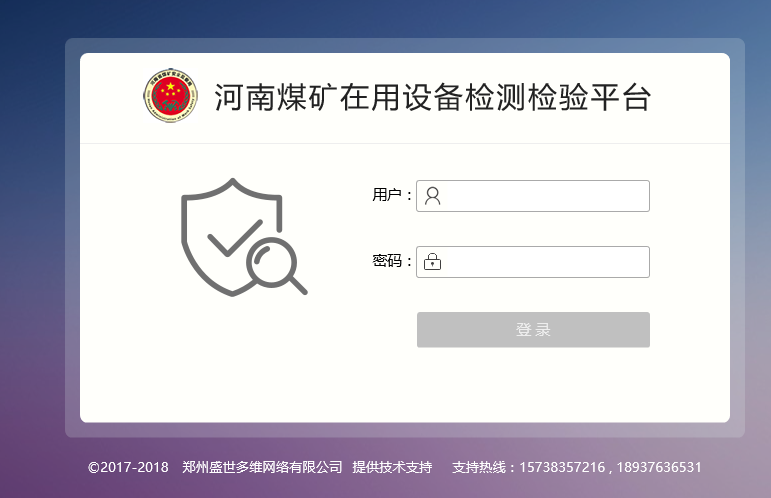 河南煤矿在用设备检测检验平台
用户：
密码：
登录
©2017-2018 郑州盛世多维网络有限公司 提供技术支持 支持热线：15738357216 , 18937636531